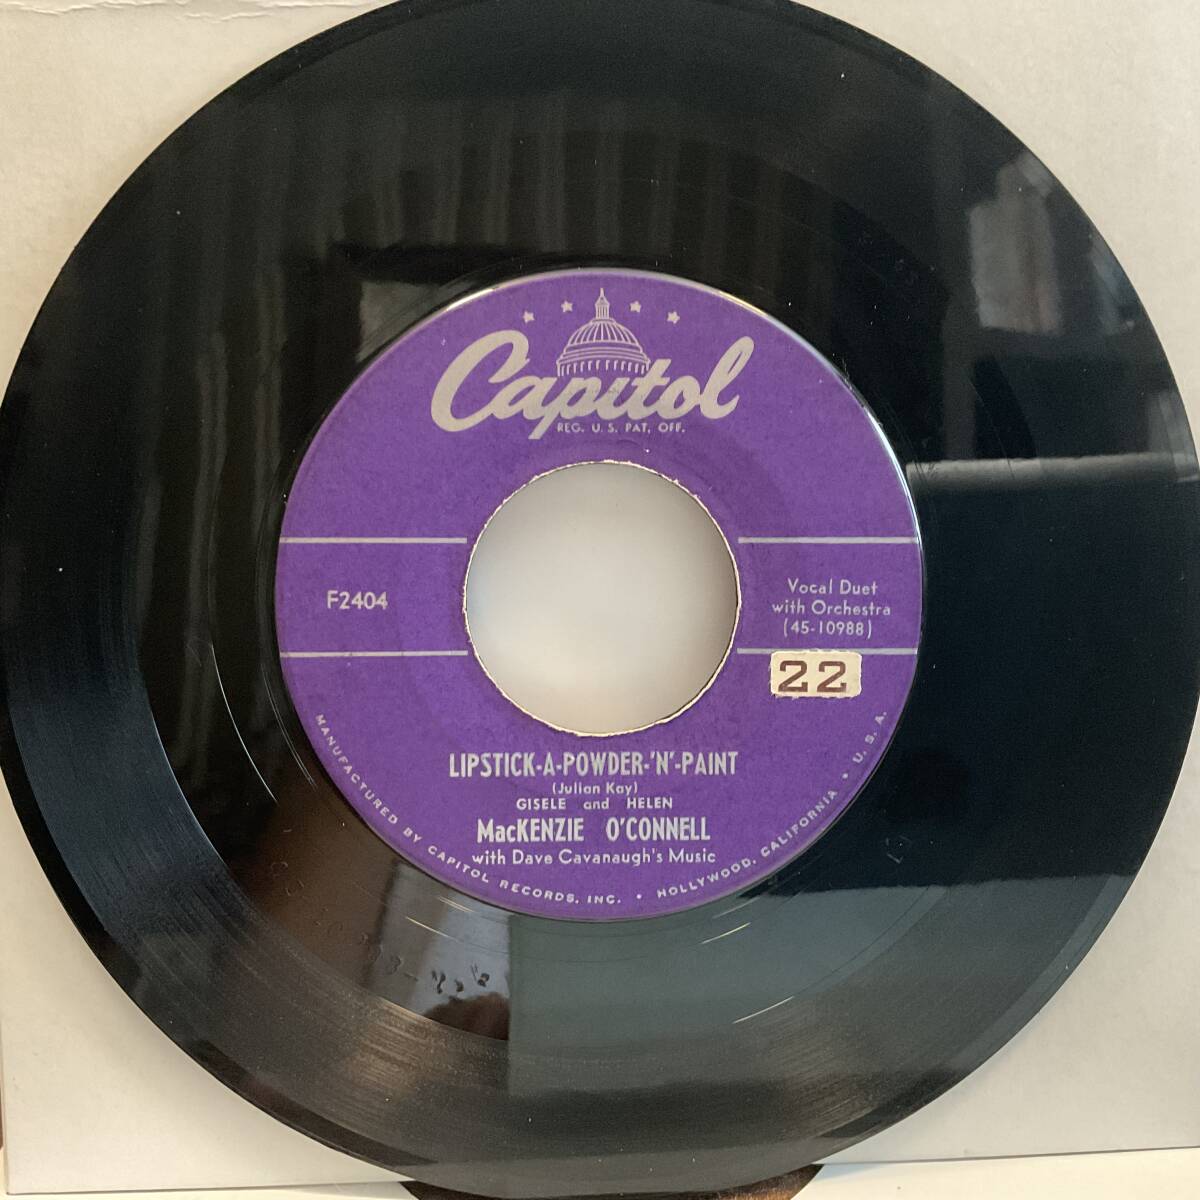 Capitol
REG. U.S. PAT. OFF.
F2404
Vocal Duet
with Orchestra
(45-10988)
22
LIPSTICK-A-POWDER-'N'-PAINT
(Julian Kay)
GISELE and HELEN
MacKENZIE O'CONNELL
with Dave Cavanaugh's Music
MANUFACTURED BY CAPITOL RECORDS, INC. • HOLLYWOOD, CALIFORNIA • U.S.A.